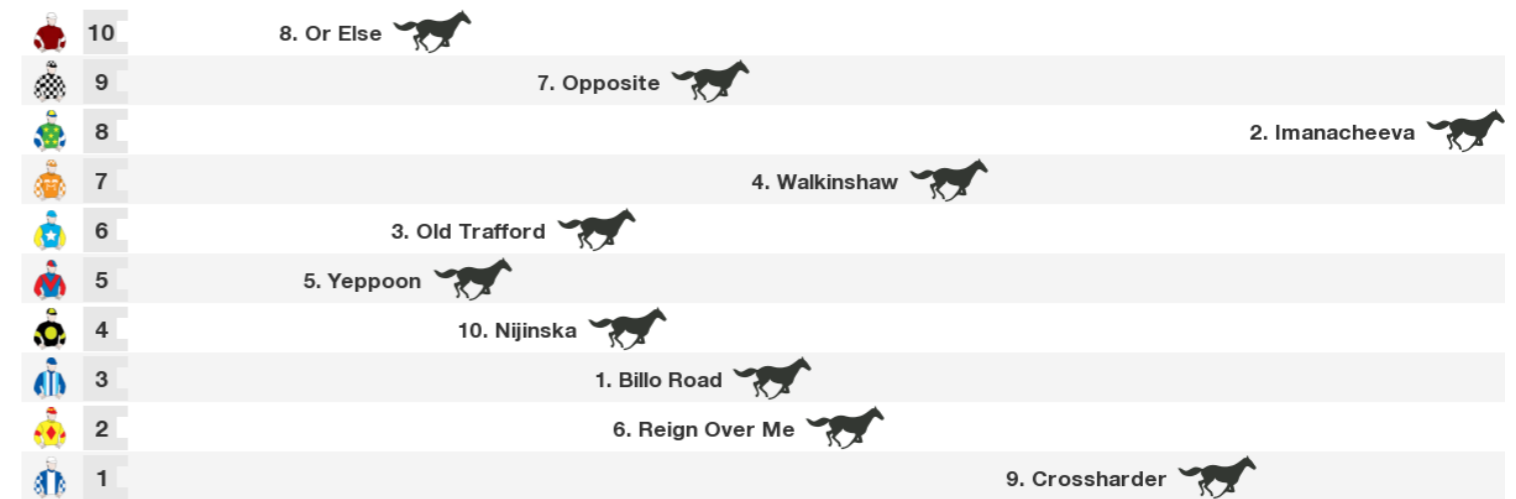 10 8. Or Else
9 7. Opposite
8 2. Imanacheeva
7 4. Walkinshaw
6 3. Old Trafford
5 5. Yeppoon
4 10. Nijinska
3 1. Billo Road
2 6. Reign Over Me
1 9. Crossharder